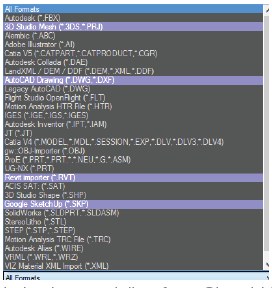 All Formats
Autodesk (*.FBX)
3D Studio Mesh (*.3DS,*.PRJ)
Alembic (*.ABC)
Adobe Illustrator (*.AI)
Catia V5 (*.CATPART,*.CATPRODUCT,*.CGR)
Autodesk Collada (*.DAE)
LandXML / DEM / DDF (*.DEM,*.XML,*.DDF)
AutoCAD Drawing (*.DWG,*.DXF)
Legacy AutoCAD (*.DWG)
Flight Studio OpenFlight (*.FLT)
Motion Analysis HTR File (*.HTR)
IGES (*.IGE,*.IGS,*.IGES)
Autodesk Inventor (*.IPT,*.IAM)
JT (*.JT)
Catia V4 (*.MODEL,*.MDL,*.SESSION,*.EXP,*.DLV,*.DLV3,*.DLV4)
gw::OBJ-Importer (*.OBJ)
ProE (*.PRT,*.PRT.*,*.NEU,*.G,*.ASM)
UG-NX (*.PRT)
Revit importer (*.RVT)
ACIS SAT: (*.SAT)
3D Studio Shape (*.SHP)
Google SketchUp (*.SKP)
SolidWorks (*.SLDPRT,*.SLDASM)
StereoLitho (*.STL)
STEP (*.STP,*.STEP)
Motion Analysis TRC File (*.TRC)
Autodesk Alias (*.WIRE)
VRML (*.WRL,*.WRZ)
VIZ Material XML Import (*.XML)
All Formats